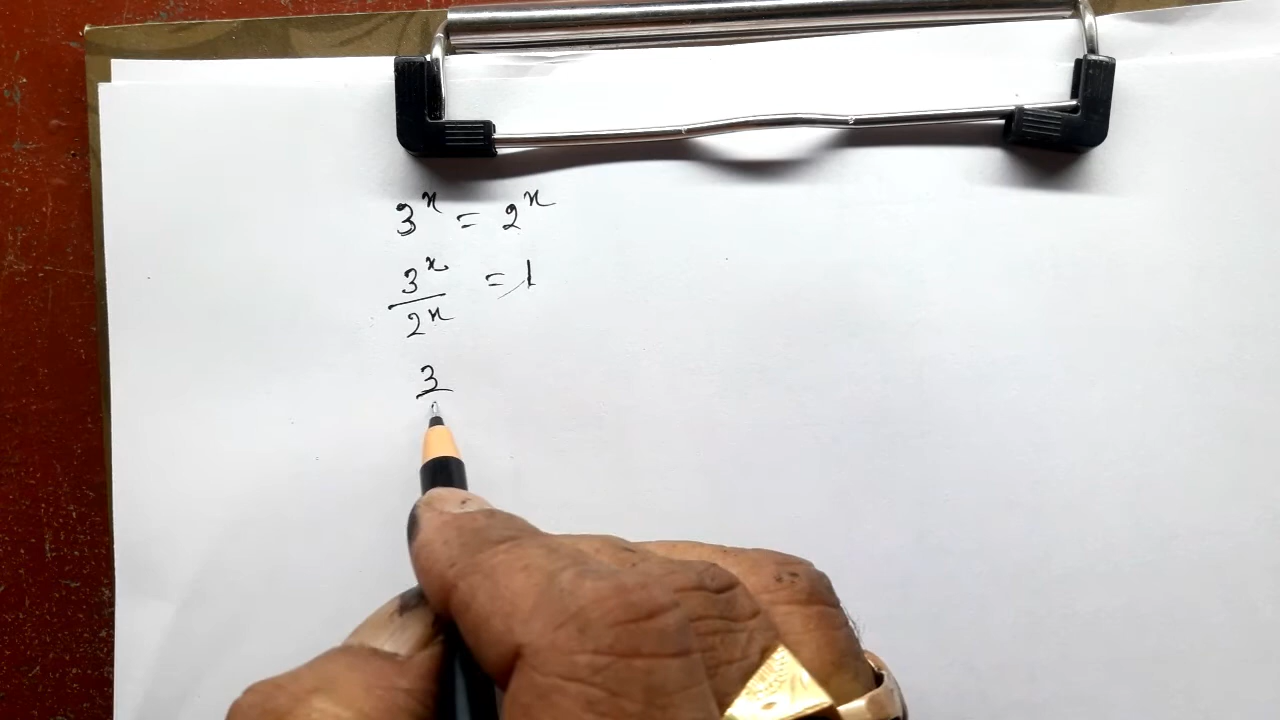 3^x = 2^x
3^x / 2^x = 1
3 /